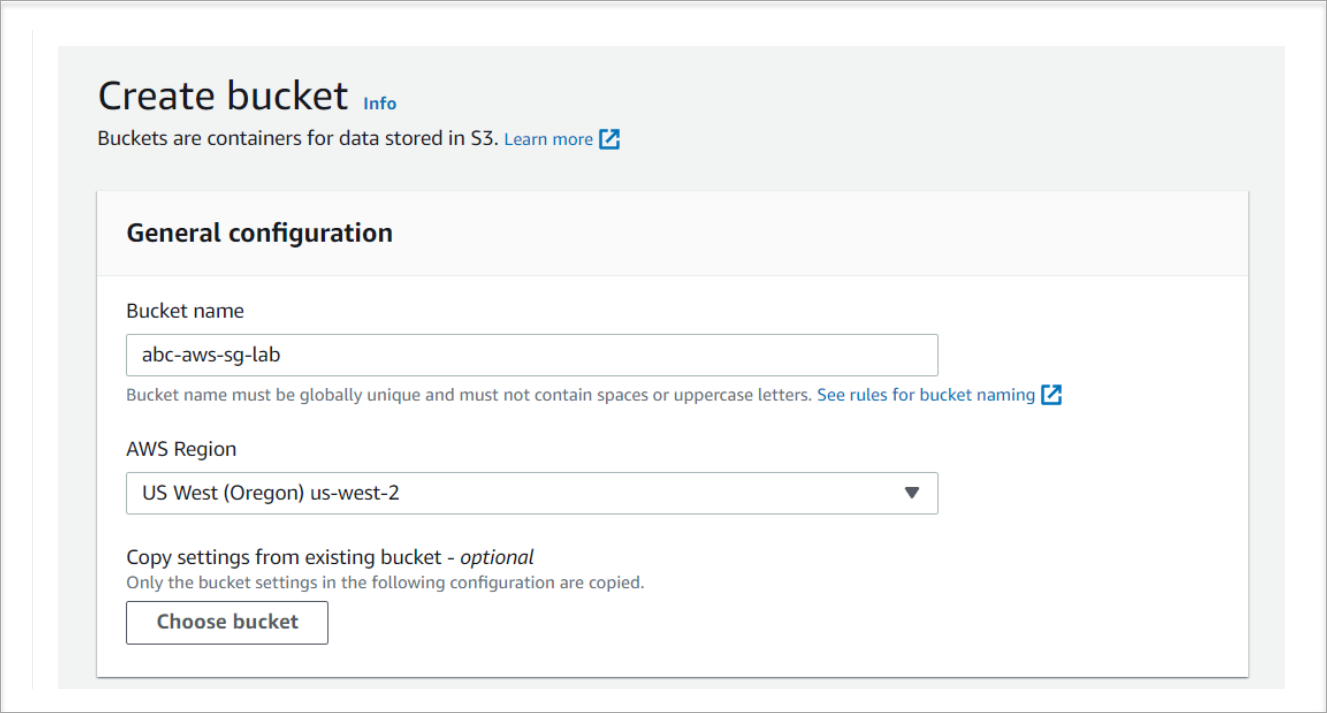 Create bucket Info
Buckets are containers for data stored in S3. Learn more
General configuration
Bucket name
abc-aws-sg-lab
Bucket name must be globally unique and must not contain spaces or uppercase letters. See rules for bucket naming
AWS Region
US West (Oregon) us-west-2
Copy settings from existing bucket - optional
Only the bucket settings in the following configuration are copied.
Choose bucket